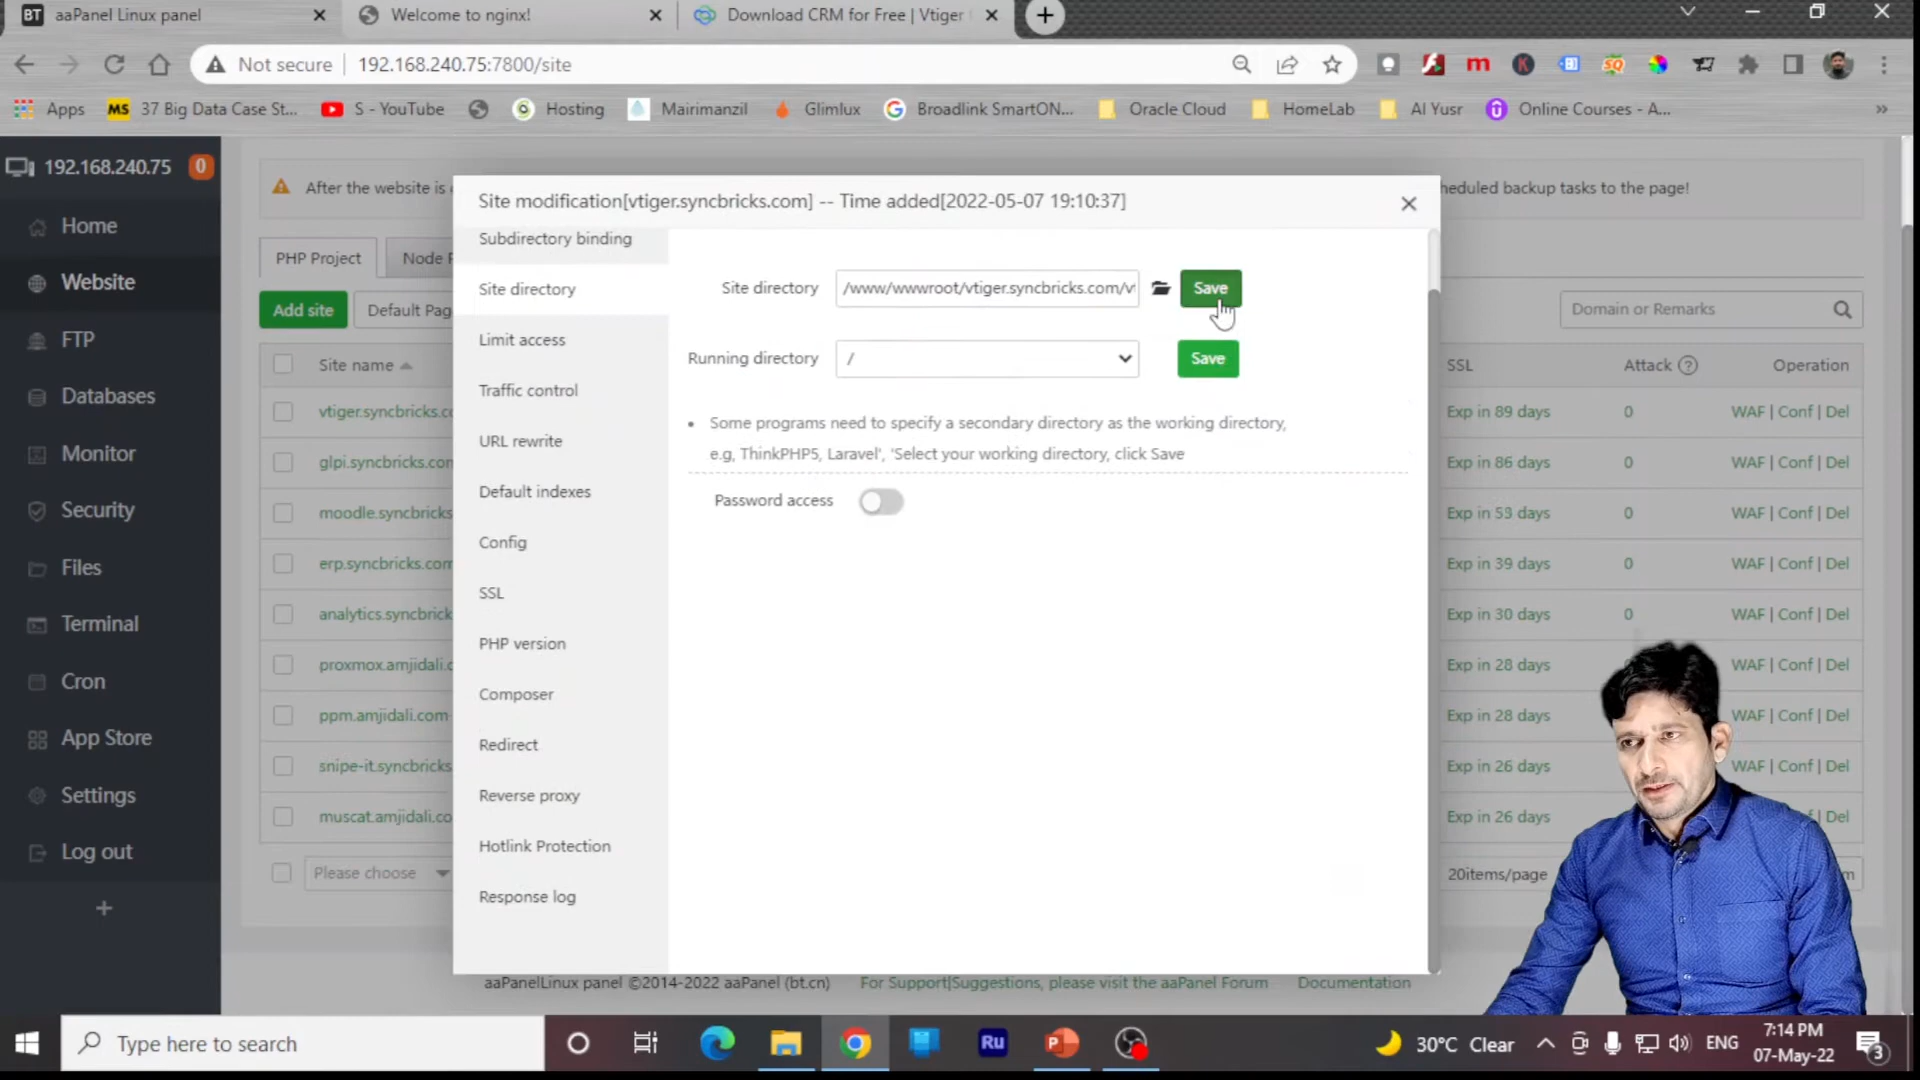 BT aaPanel Linux panel
Welcome to nginx!
Download CRM for Free | Vtiger
Not secure
192.168.240.75:7800/site
Apps
MS 37 Big Data Case St...
S - YouTube
Hosting
Mairimanzil
Glimlux
Broadlink SmartON...
Oracle Cloud
HomeLab
Al Yusr
Online Courses - A...
192.168.240.75
0
Home
Website
FTP
Databases
Monitor
Security
Files
Terminal
Cron
App Store
Settings
Log out
After the website is
heduled backup tasks to the page!
PHP Project
Node
Add site
Default Pag
Domain or Remarks
Site name
SSL
Attack
Operation
vtiger.syncbricks.c
Exp in 89 days
0
WAF | Conf | Del
glpi.syncbricks.com
Exp in 86 days
0
WAF | Conf | Del
moodle.syncbricks
Exp in 53 days
0
WAF | Conf | Del
erp.syncbricks.com
Exp in 39 days
0
WAF | Conf | Del
analytics.syncbrick
Exp in 30 days
0
WAF | Conf | Del
proxmox.amjidali.
Exp in 28 days
WAF | Conf | Del
ppm.amjidali.com
Exp in 28 days
WAF | Conf | Del
snipe-it.syncbricks
Exp in 26 days
WAF | Conf | Del
muscat.amjidali.co
Exp in 26 days
| Del
Please choose
20items/page
Site modification[vtiger.syncbricks.com] -- Time added[2022-05-07 19:10:37]
Subdirectory binding
Site directory
Limit access
Traffic control
URL rewrite
Default indexes
Config
SSL
PHP version
Composer
Redirect
Reverse proxy
Hotlink Protection
Response log
Site directory
/www/wwwroot/vtiger.syncbricks.com/v
Save
Running directory
/
Save
Some programs need to specify a secondary directory as the working directory,
e.g, ThinkPHP5, Laravel', 'Select your working directory, click Save
Password access
aaPanelLinux panel ©2014-2022 aaPanel (bt.cn)
For Support|Suggestions, please visit the aaPanel Forum
Documentation
Type here to search
Ru
30°C Clear
ENG
7:14 PM
07-May-22
3